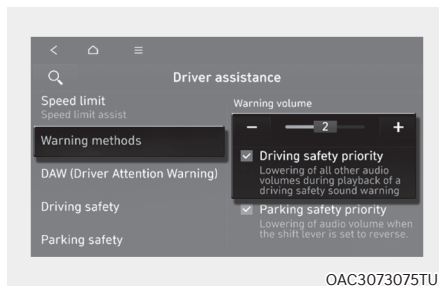 Driver assistance
Speed limit
Speed limit assist
Warning methods
DAW (Driver Attention Warning)
Driving safety
Parking safety
Warning volume
2
Driving safety priority
Lowering of all other audio
volumes during playback of a
driving safety sound warning
Parking safety priority
Lowering of audio volume when
the shift lever is set to reverse.
OAC3073075TU